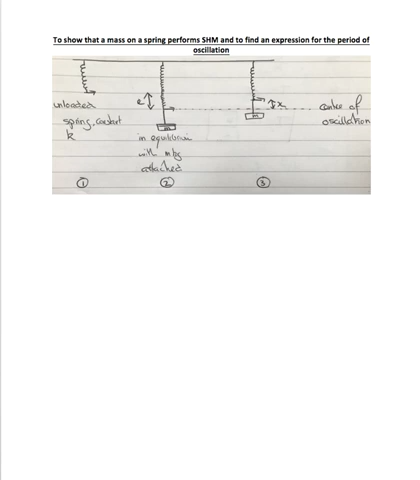 To show that a mass on a spring performs SHM and to find an expression for the period of
oscillation
unloaded
spring, constant
k
e
m
in equilibrium
with m kg
attached
x
m
centre of
oscillation
1
2
3